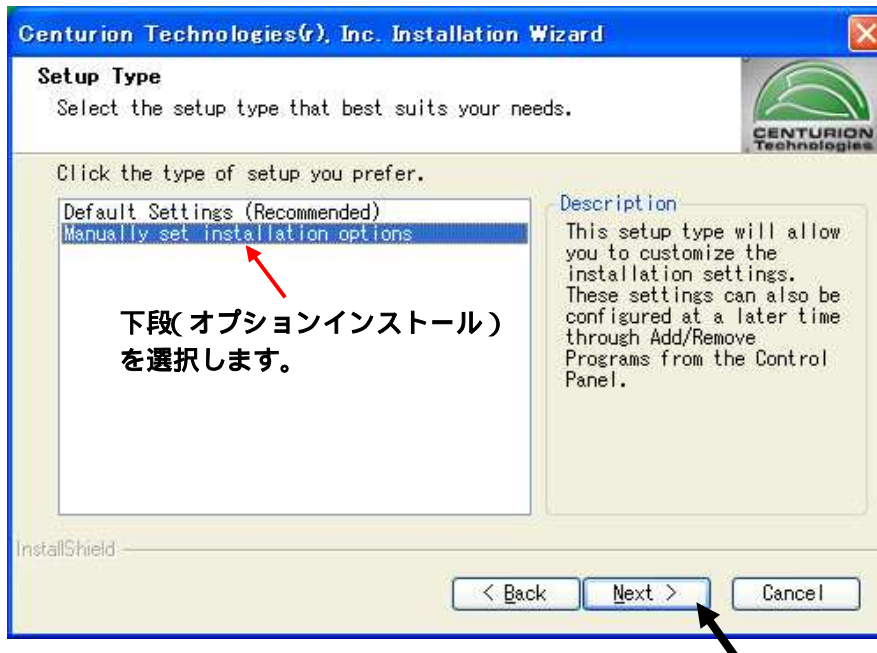 Centurion Technologies(r), Inc. Installation Wizard
Setup Type
Select the setup type that best suits your needs.
CENTURION
Technologies
Click the type of setup you prefer.
Default Settings (Recommended)
Manually set installation options
下段(オプションインストール)
を選択します。
Description
This setup type will allow
you to customize the
installation settings.
These settings can also be
configured at a later time
through Add/Remove
Programs from the Control
Panel.
InstallShield
< Back
Next >
Cancel